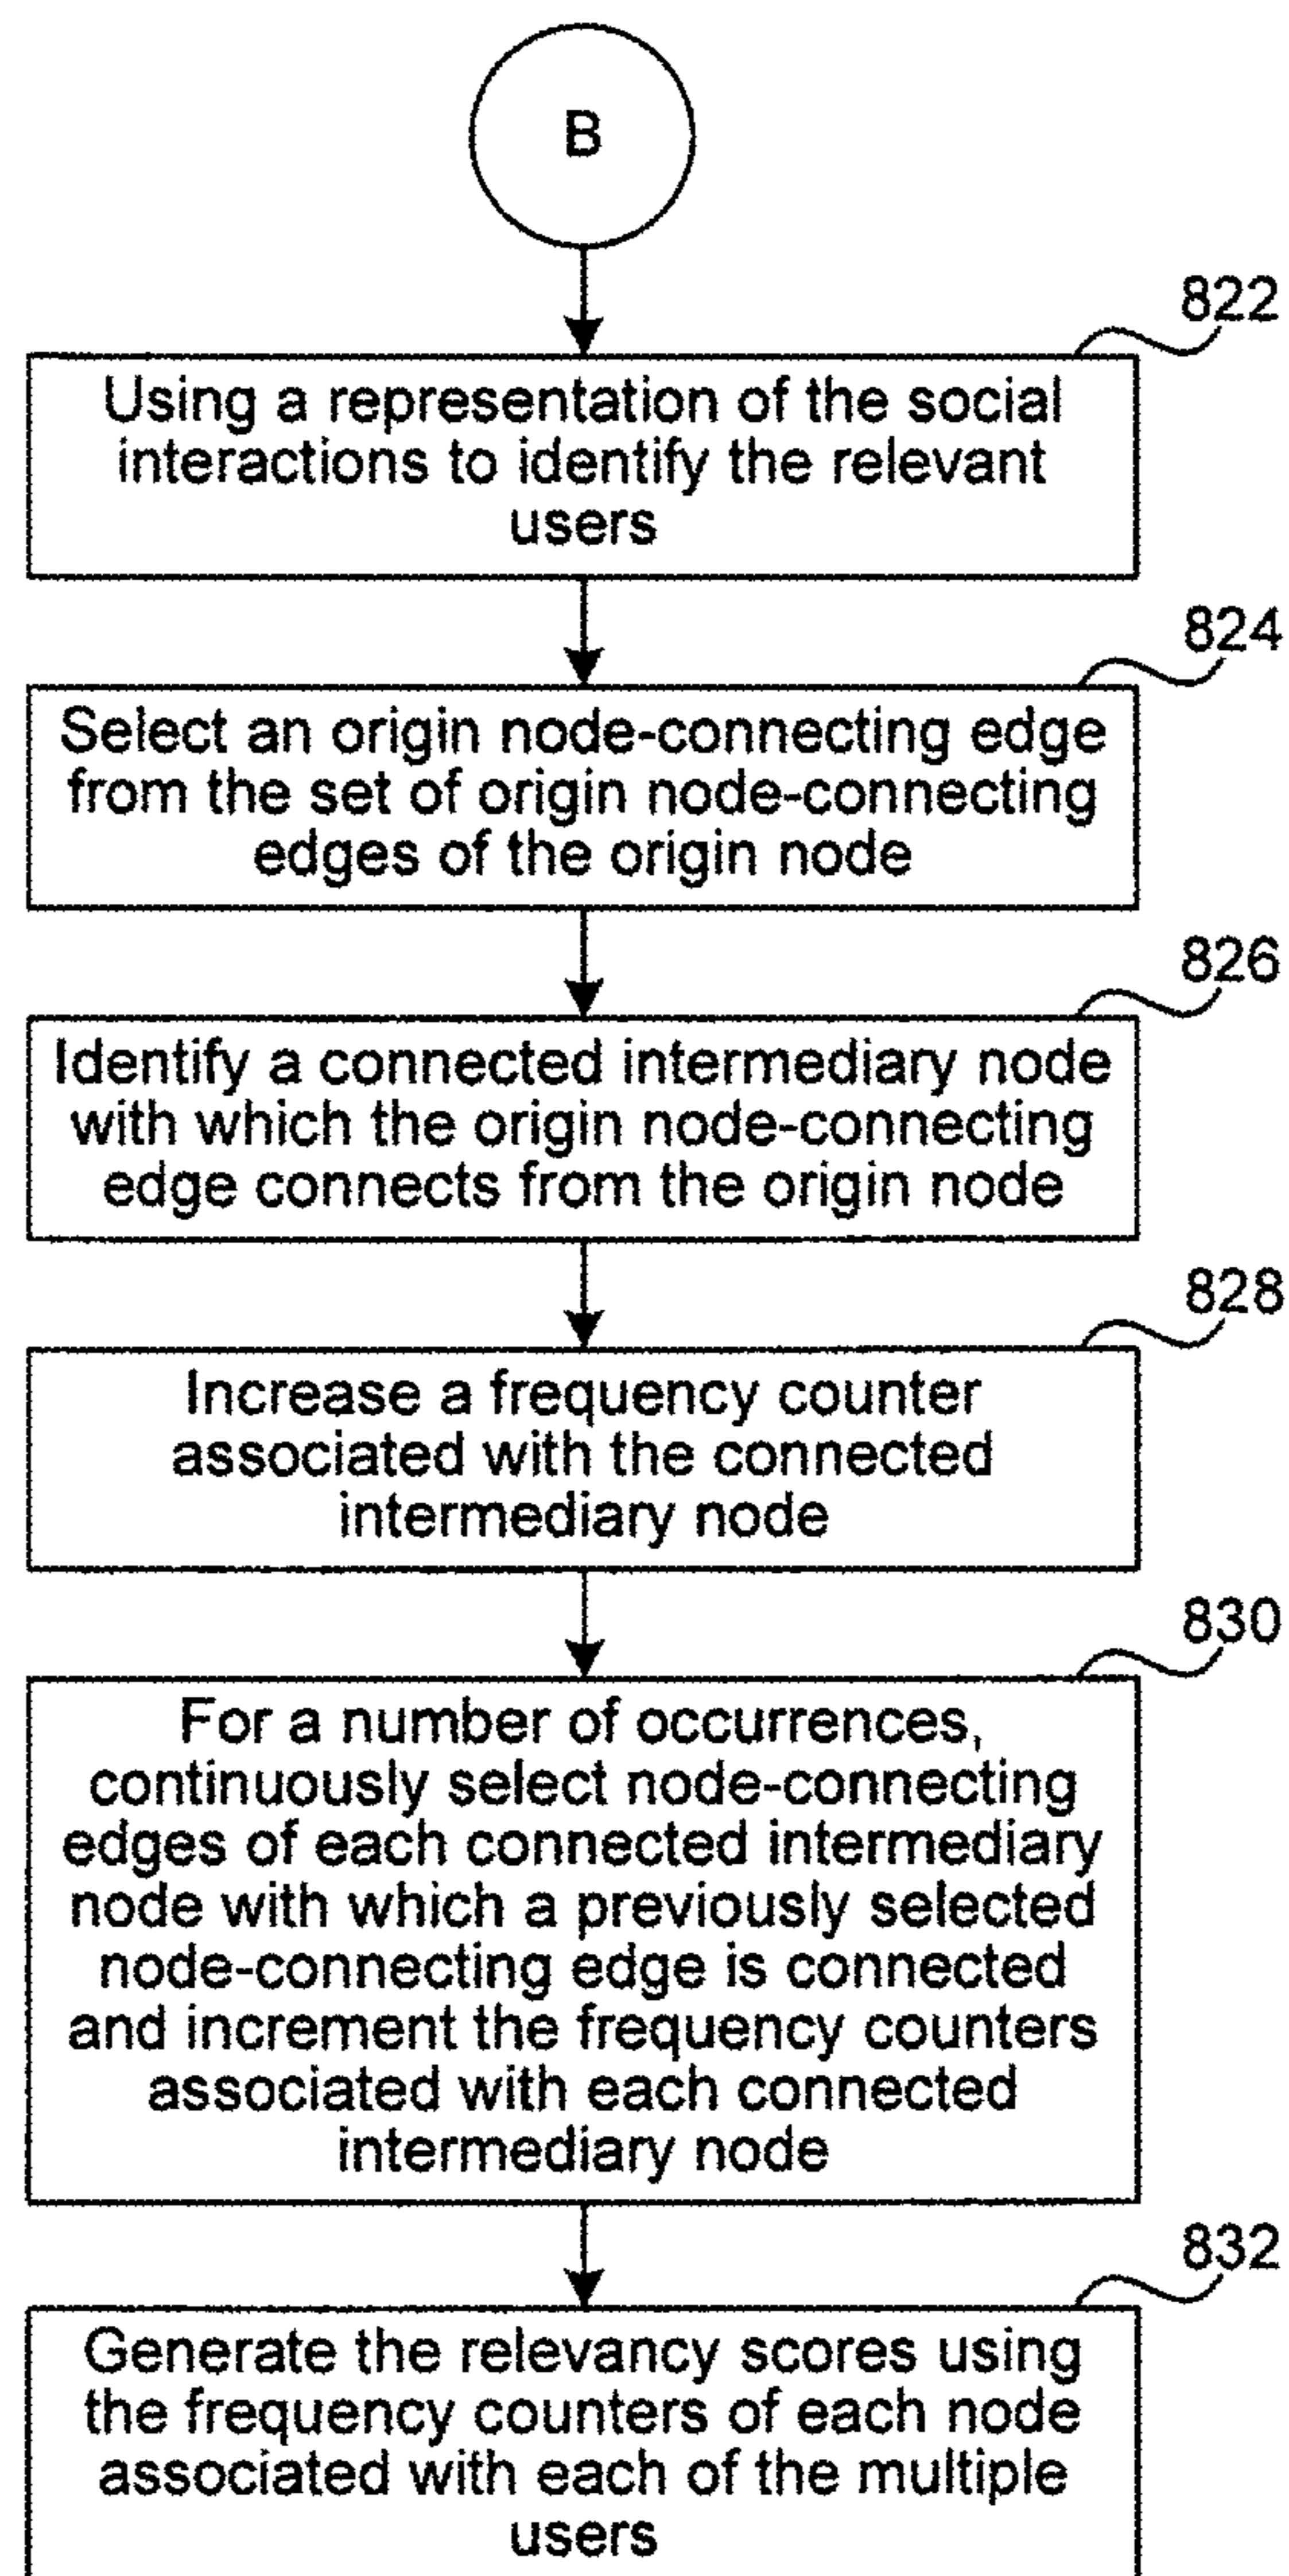 B
822
Using a representation of the social
interactions to identify the relevant
users
824
Select an origin node-connecting edge
from the set of origin node-connecting
edges of the origin node
826
Identify a connected intermediary node
with which the origin node-connecting
edge connects from the origin node
828
Increase a frequency counter
associated with the connected
intermediary node
830
For a number of occurrences,
continuously select node-connecting
edges of each connected intermediary
node with which a previously selected
node-connecting edge is connected
and increment the frequency counters
associated with each connected
intermediary node
832
Generate the relevancy scores using
the frequency counters of each node
associated with each of the multiple
users